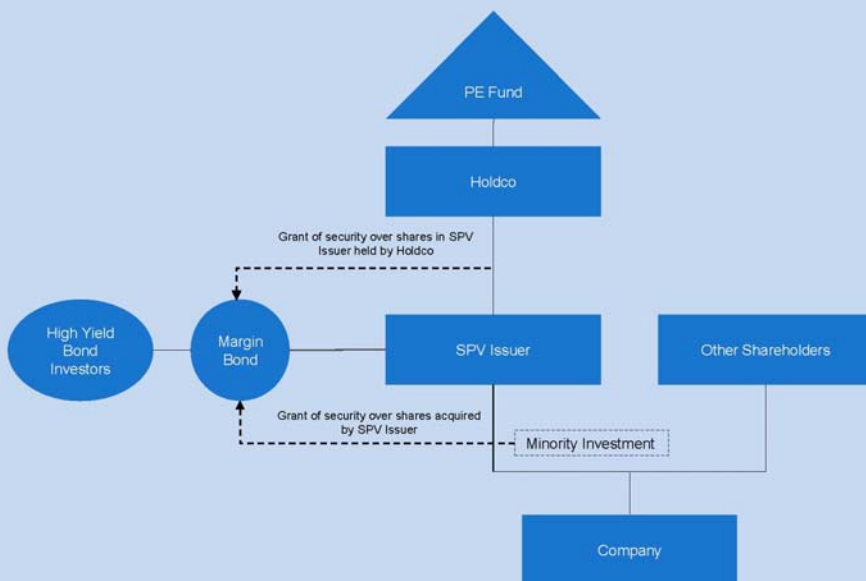 PE Fund
Holdco
Grant of security over shares in SPV
Issuer held by Holdco
High Yield
Bond
Investors
Margin
Bond
SPV Issuer
Other Shareholders
Grant of security over shares acquired
by SPV Issuer
Minority Investment
Company